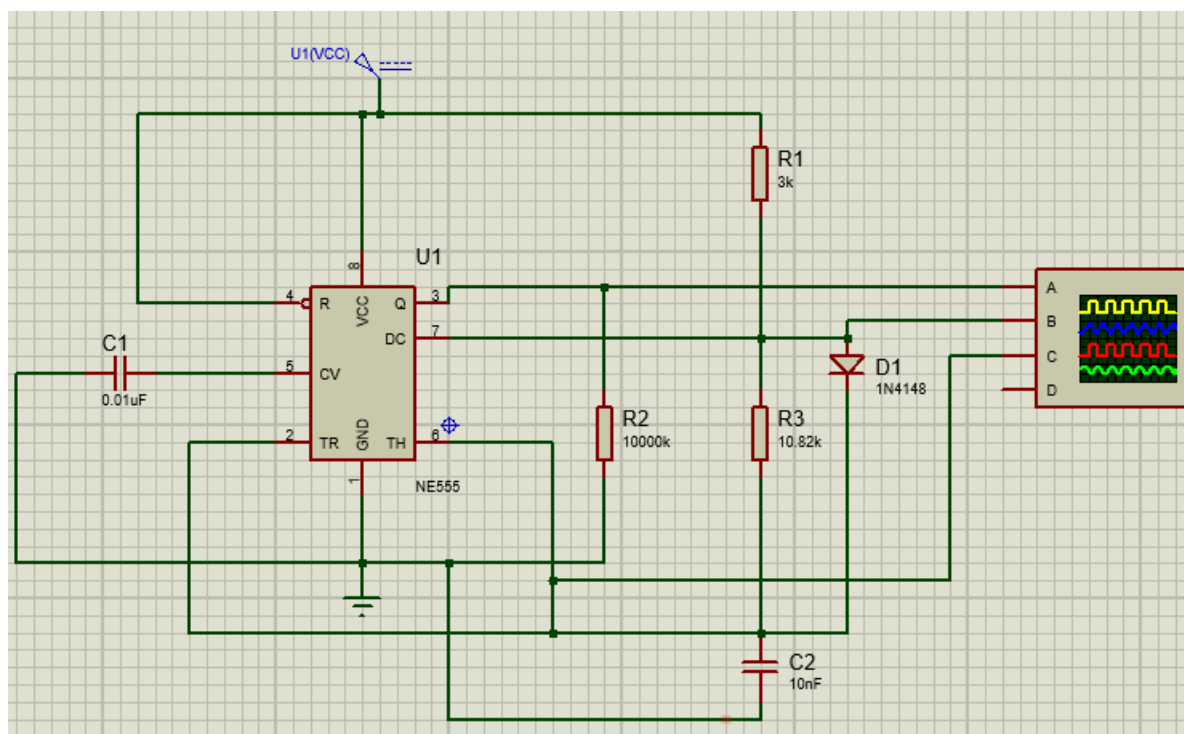 U1(VCC)
R1
3k
U1
8
4
R
VCC
Q
3
A
DC
7
B
C1
5
CV
0.01uF
C
D1
1N4148
D
R2
10000k
R3
10.82k
2
TR
GND
TH
6
1
NE555
C2
10nF